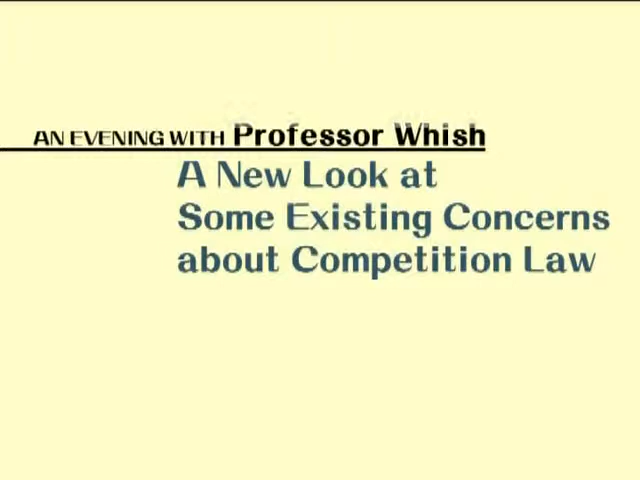 AN EVENING WITH Professor Whish
A New Look at
Some Existing Concerns
about Competition Law